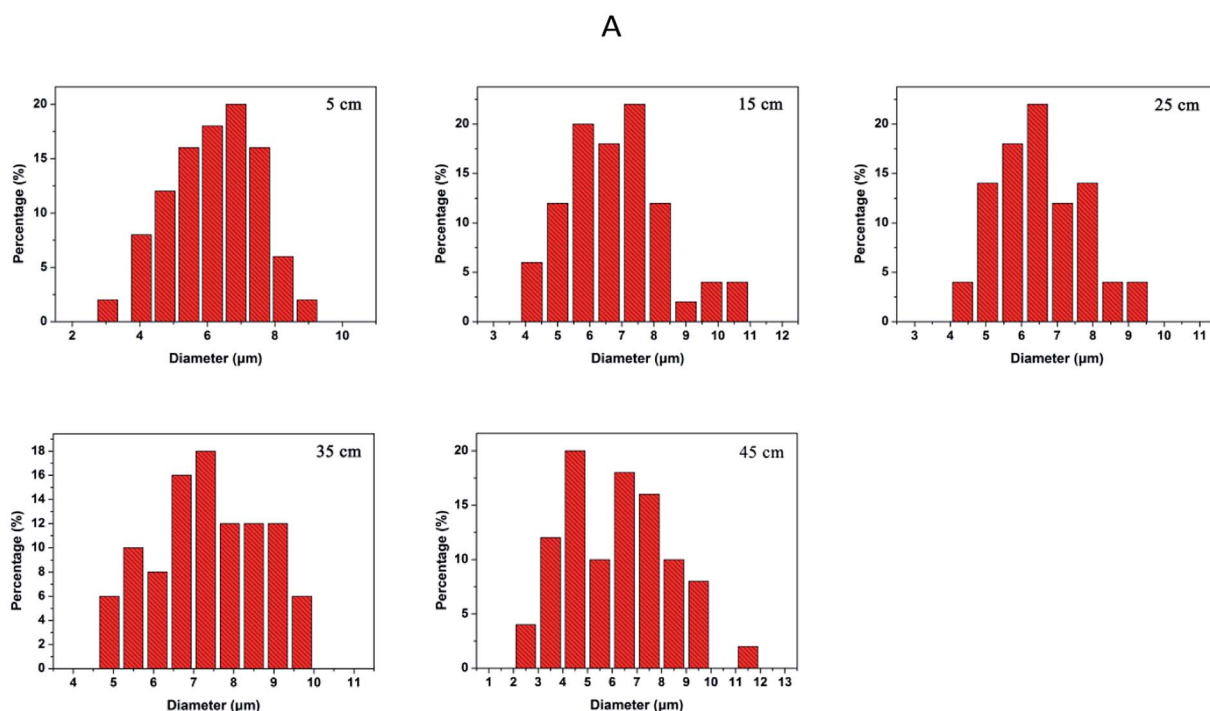 A
5 cm
20
15
10
5
0
Percentage (%)
2 4 6 8 10
Diameter (µm)
15 cm
20
15
10
5
0
Percentage (%)
3 4 5 6 7 8 9 10 11 12
Diameter (µm)
25 cm
20
15
10
5
0
Percentage (%)
3 4 5 6 7 8 9 10 11
Diameter (µm)
35 cm
18
16
14
12
10
8
6
4
2
0
Percentage (%)
4 5 6 7 8 9 10 11
Diameter (µm)
45 cm
20
15
10
5
0
Percentage (%)
1 2 3 4 5 6 7 8 9 10 11 12 13
Diameter (µm)